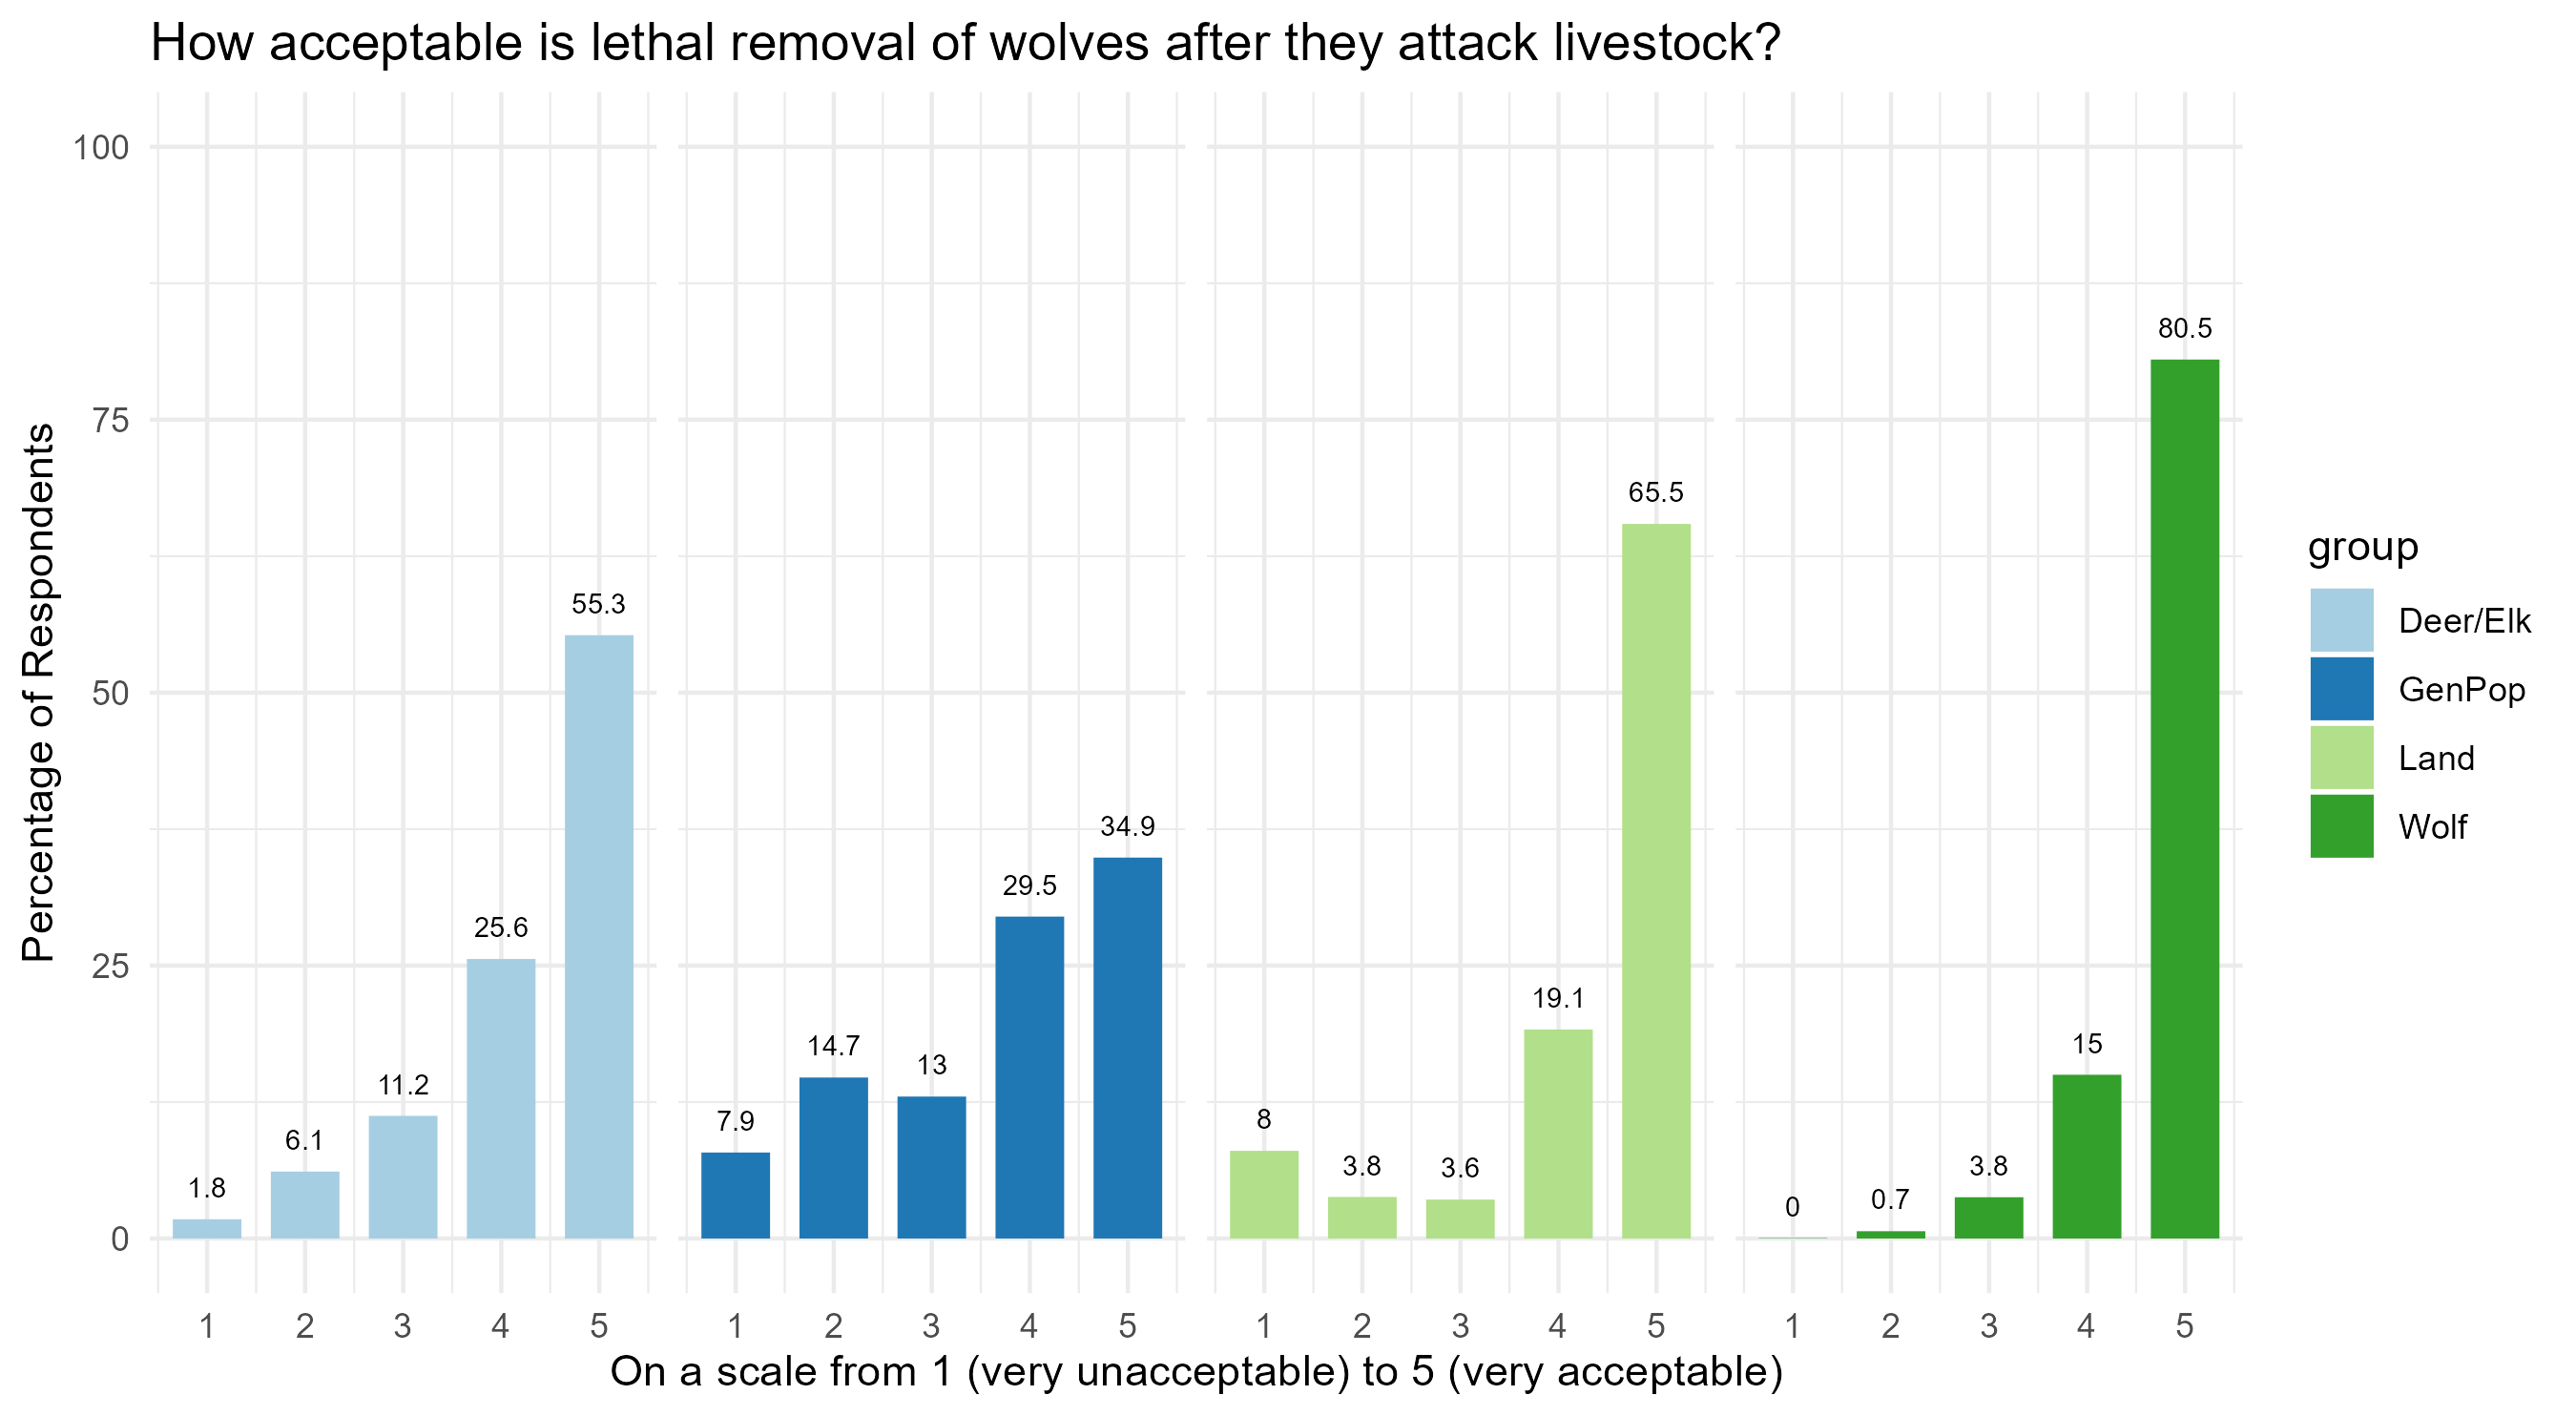 How acceptable is lethal removal of wolves after they attack livestock?
Percentage of Respondents
100
75
50
25
0
1.8
6.1
11.2
25.6
55.3
7.9
14.7
13
29.5
34.9
8
3.8
3.6
19.1
65.5
0
0.7
3.8
15
80.5
1 2 3 4 5 1 2 3 4 5 1 2 3 4 5 1 2 3 4 5
On a scale from 1 (very unacceptable) to 5 (very acceptable)
group
Deer/Elk
GenPop
Land
Wolf